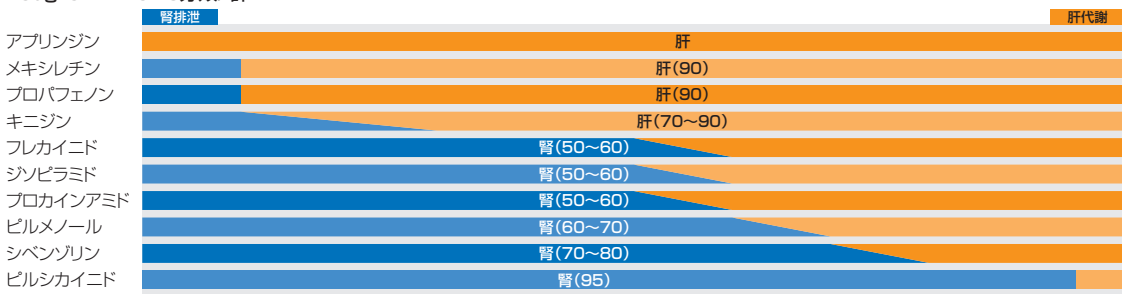 腎排泄 肝代謝
アプリンジン 肝
メキシレチン 肝(90)
プロパフェノン 肝(90)
キニジン 肝(70〜90)
フレカイニド 腎(50〜60)
ジソピラミド 腎(50〜60)
プロカインアミド 腎(50〜60)
ピルメノール 腎(60〜70)
シベンゾリン 腎(70〜80)
ピルシカイニド 腎(95)